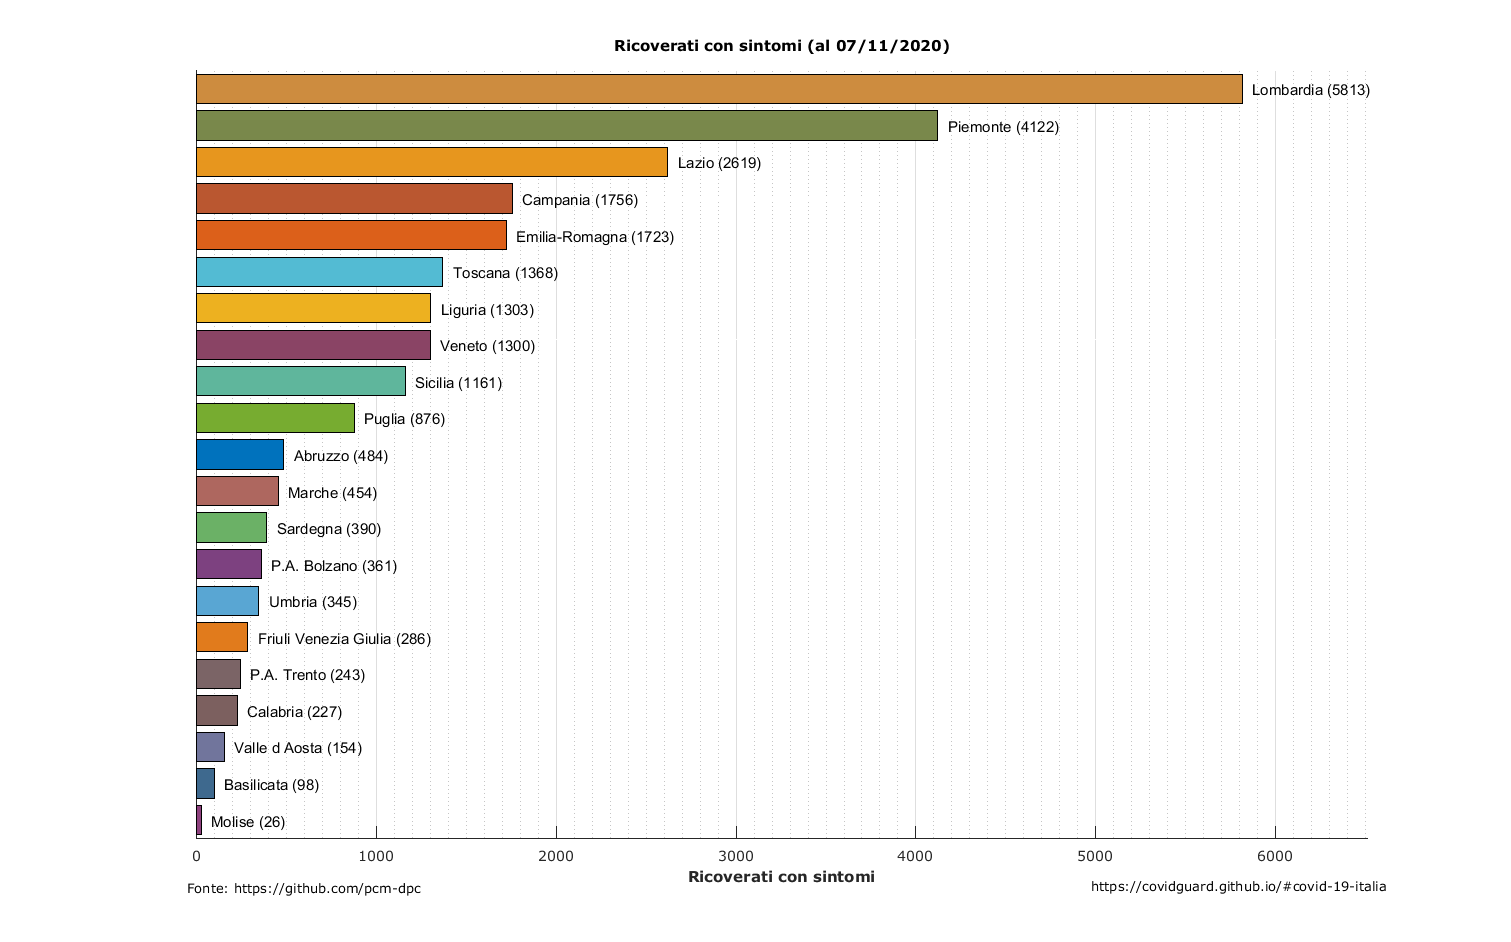 Ricoverati con sintomi (al 07/11/2020)
Lombardia (5813)
Piemonte (4122)
Lazio (2619)
Campania (1756)
Emilia-Romagna (1723)
Toscana (1368)
Liguria (1303)
Veneto (1300)
Sicilia (1161)
Puglia (876)
Abruzzo (484)
Marche (454)
Sardegna (390)
P.A. Bolzano (361)
Umbria (345)
Friuli Venezia Giulia (286)
P.A. Trento (243)
Calabria (227)
Valle d Aosta (154)
Basilicata (98)
Molise (26)
0 1000 2000 3000 4000 5000 6000
Ricoverati con sintomi
Fonte: https://github.com/pcm-dpc
https://covidguard.github.io/#covid-19-italia